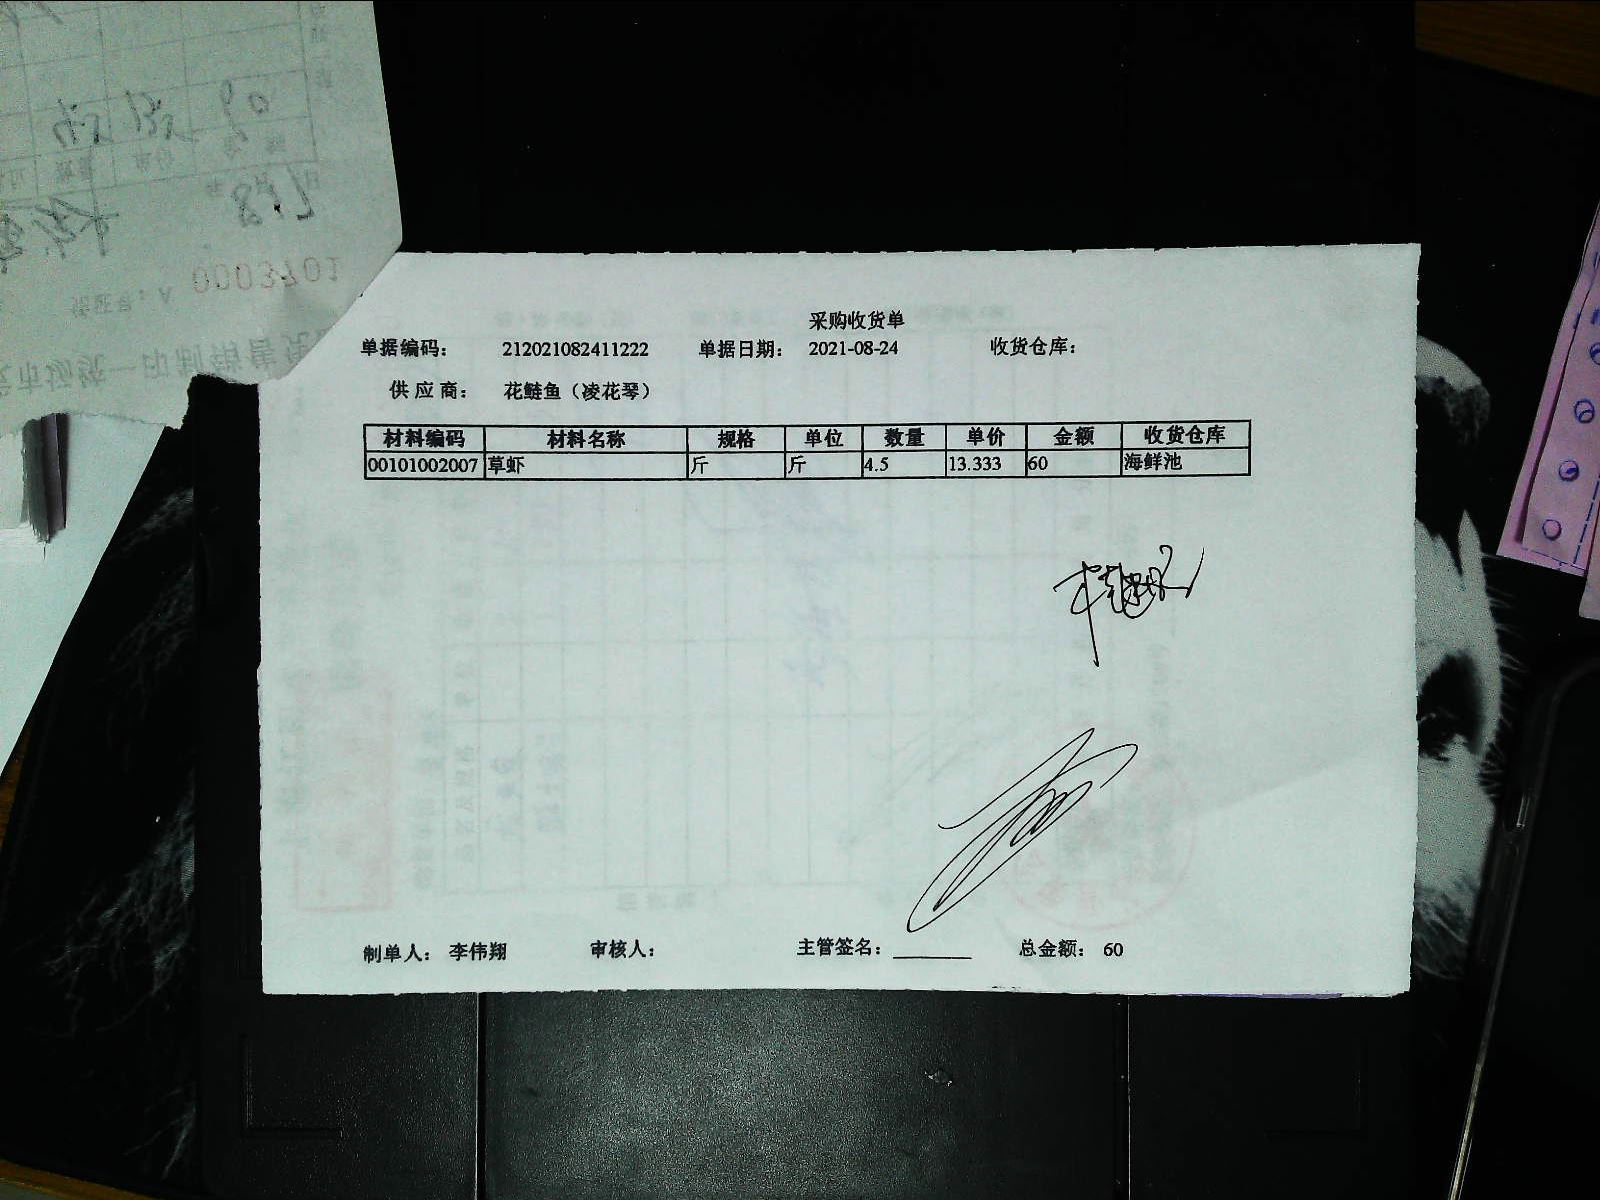 采购收货单
单据编码: 212021082411222 单据日期: 2021-08-24 收货仓库:
供应商: 花鲢鱼（凌花琴）
材料编码 材料名称 规格 单位 数量 单价 金额 收货仓库
00101002007 草虾 斤 斤 4.5 13.333 60 海鲜池
制单人: 李伟翔 审核人: 主管签名: 总金额: 60
0003701